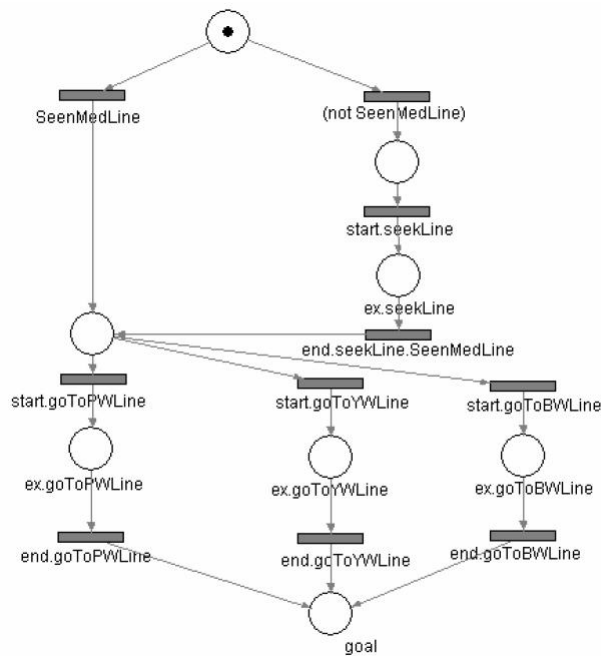 SeenMedLine
(not SeenMedLine)
start.seekLine
ex.seekLine
end.seekLine.SeenMedLine
start.goToPWLine
start.goToYWLine
start.goToBWLine
ex.goToPWLine
ex.goToYWLine
ex.goToBWLine
end.goToPWLine
end.goToYWLine
end.goToBWLine
goal